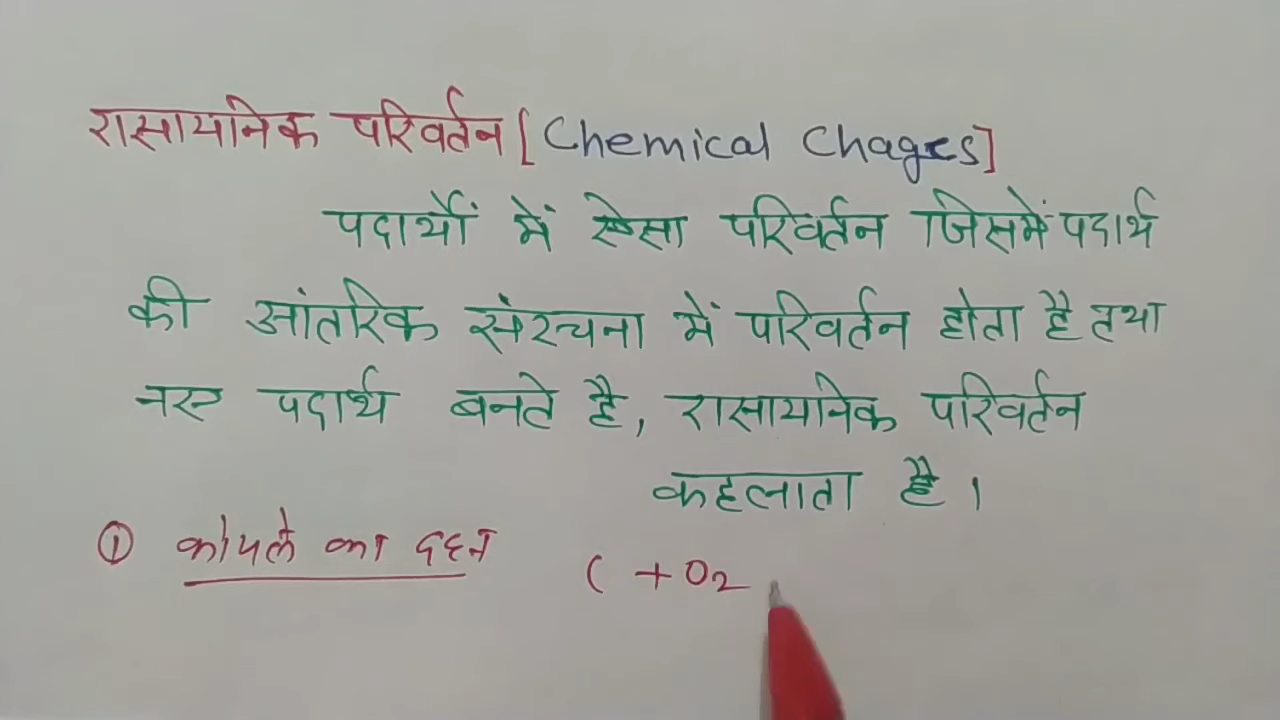 रासायनिक परिवर्तन [Chemical Chages]
पदार्थों में ऐसा परिवर्तन जिसमें पदार्थ
की आंतरिक संरचना में परिवर्तन होता है तथा
नए पदार्थ बनते है, रासायनिक परिवर्तन
कहलाता है।
① कोयले का दहन C + O₂